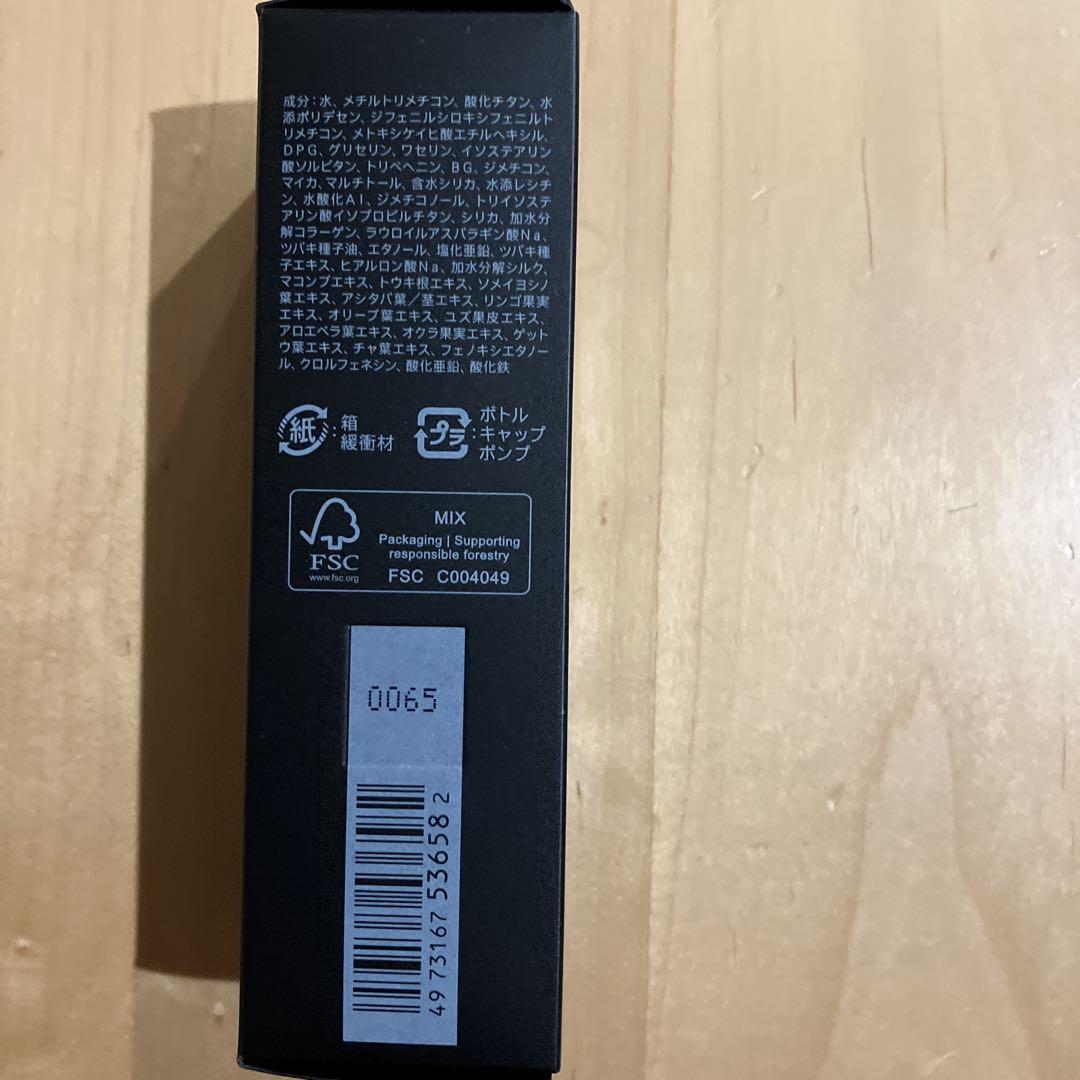 成分：水、メチルトリメチコン、酸化チタン、水
添ポリデセン、ジフェニルシロキシフェニルト
リメチコン、メトキシケイヒ酸エチルヘキシル、
DPG、グリセリン、ワセリン、イソステアリン
酸ソルビタン、トリベヘニン、BG、ジメチコン、
マイカ、マルチトール、含水シリカ、水添レシチ
ン、水酸化Al、ジメチコノール、トリイソステ
アリン酸イソプロピルチタン、シリカ、加水分
解コラーゲン、ラウロイルアスパラギン酸Na、
ツバキ種子油、エタノール、塩化亜鉛、ツバキ種
子エキス、ヒアルロン酸Na、加水分解シルク、
マコンブエキス、トウキ根エキス、ソメイヨシノ
葉エキス、アシタバ葉／茎エキス、リンゴ果実
エキス、オリーブ葉エキス、ユズ果皮エキス、
アロエベラ葉エキス、オクラ果実エキス、ゲット
ウ葉エキス、チャ葉エキス、フェノキシエタノー
ル、クロルフェネシン、酸化亜鉛、酸化鉄
紙：箱
緩衝材
プラ：ボトル
キャップ
ポンプ
FSC
www.fsc.org
MIX
Packaging | Supporting
responsible forestry
FSC C004049
0065
4973167536582